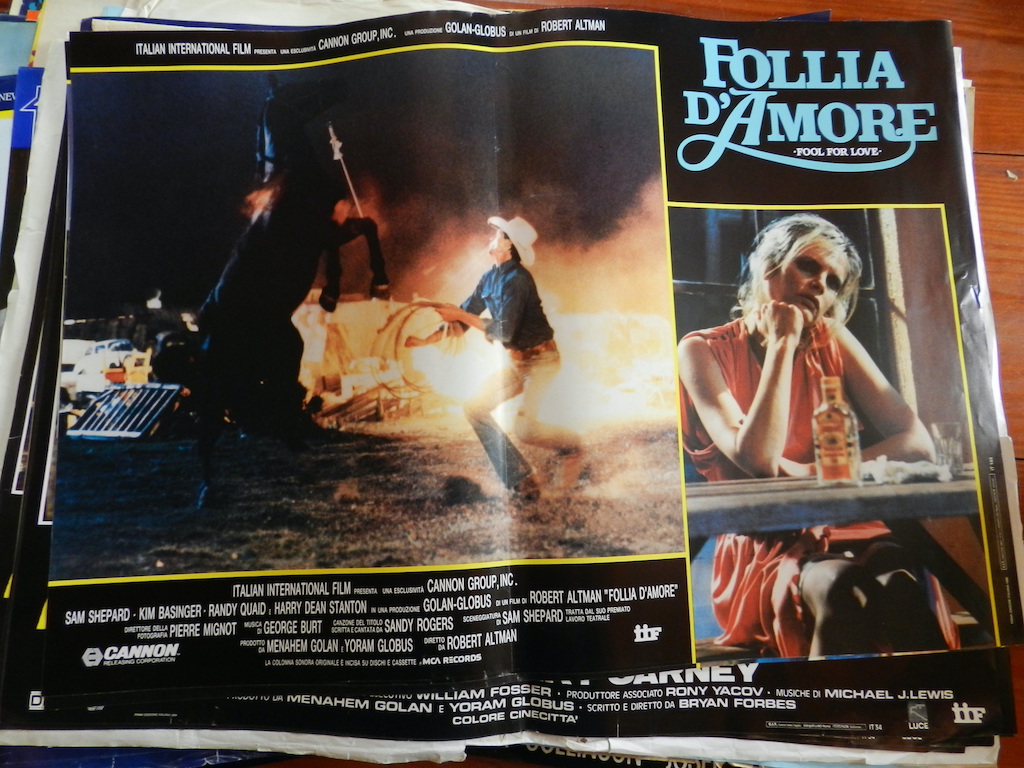 ITALIAN INTERNATIONAL FILM PRESENTA UNA ESCLUSIVITÀ CANNON GROUP, INC. UNA PRODUZIONE GOLAN-GLOBUS DI UN FILM DI ROBERT ALTMAN
FOLLIA
D'AMORE
·FOOL FOR LOVE·
ITALIAN INTERNATIONAL FILM PRESENTA UNA ESCLUSIVITÀ CANNON GROUP, INC.
SAM SHEPARD · KIM BASINGER · RANDY QUAID E HARRY DEAN STANTON IN UNA PRODUZIONE GOLAN-GLOBUS DI UN FILM DI ROBERT ALTMAN "FOLLIA D'AMORE"
DIRETTORE DELLA FOTOGRAFIA PIERRE MIGNOT MUSICA DI GEORGE BURT CANZONE DEL TITOLO SCRITTA E CANTATA DA SANDY ROGERS SCENEGGIATURA DI SAM SHEPARD TRATTA DAL SUO PREMIATO LAVORO TEATRALE
PRODOTTO DA MENAHEM GOLAN E YORAM GLOBUS DIRETTO DA ROBERT ALTMAN
CANNON
RELEASING CORPORATION
LA COLONNA SONORA ORIGINALE E INCISA SU DISCHI E CASSETTE MCA RECORDS
iif
CARNEY
WILLIAM FOSSER · PRODUTTORE ASSOCIATO RONY YACOV · MUSICHE DI MICHAEL J. LEWIS
PRODOTTO DA MENAHEM GOLAN E YORAM GLOBUS · SCRITTO E DIRETTO DA BRYAN FORBES
COLORE CINECITTA'
IT 54
LUCE
iif